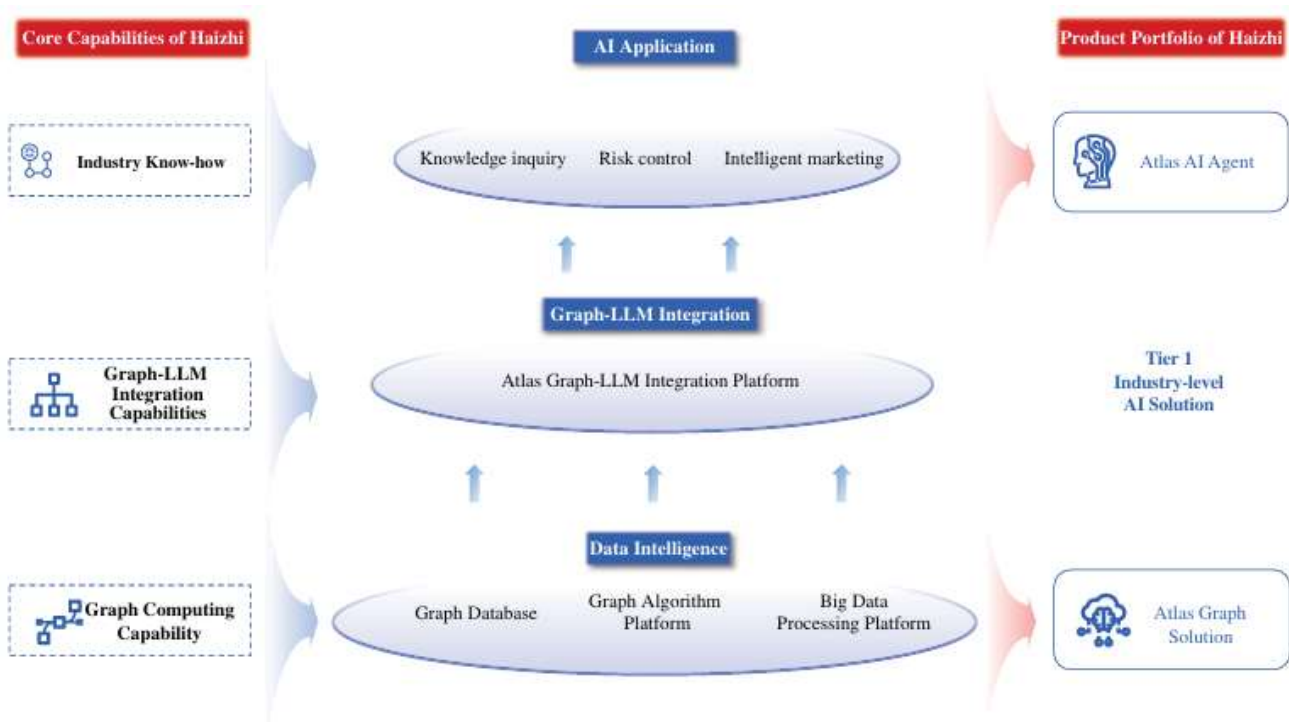 Core Capabilities of Haizhi
AI Application
Product Portfolio of Haizhi
Industry Know-how
Knowledge inquiry Risk control Intelligent marketing
Atlas AI Agent
Graph-LLM Integration
Graph-LLM
Integration
Capabilities
Atlas Graph-LLM Integration Platform
Tier 1
Industry-level
AI Solution
Data Intelligence
Graph Computing
Capability
Graph Database
Graph Algorithm
Platform
Big Data
Processing Platform
Atlas Graph
Solution